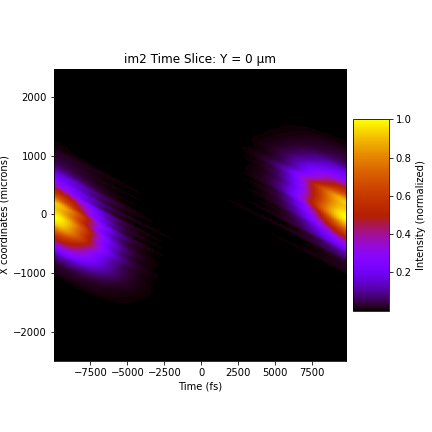 im2 Time Slice: Y = 0 μm
2000
1000
0
−1000
−2000
X coordinates (microns)
−7500 −5000 −2500 0 2500 5000 7500
Time (fs)
1.0
0.8
0.6
0.4
0.2
Intensity (normalized)